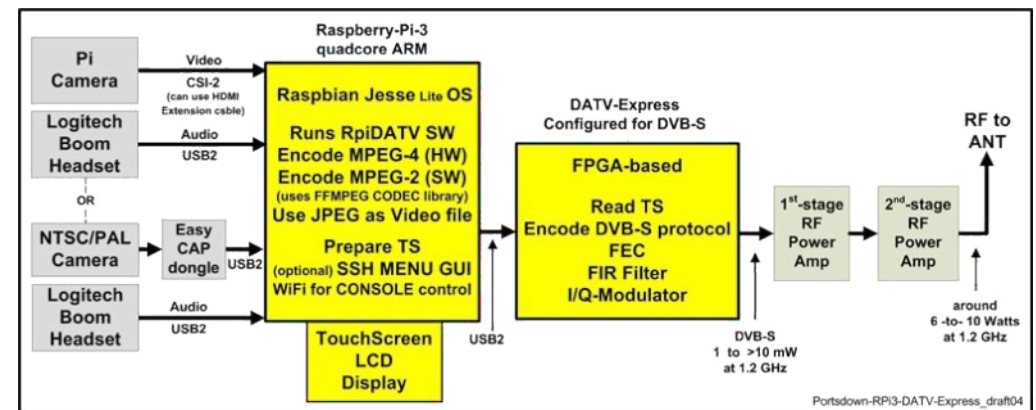 Raspberry-Pi-3
quadcore ARM
Pi
Camera
Video
CSI-2
(can use HDMI
Extension csble)
Logitech
Boom
Headset
Audio
USB2
OR
NTSC/PAL
Camera
Easy
CAP
dongle
USB2
Logitech
Boom
Headset
Audio
USB2
Raspbian Jesse Lite OS
Runs RpiDATV SW
Encode MPEG-4 (HW)
Encode MPEG-2 (SW)
(uses FFMPEG CODEC library)
Use JPEG as Video file
Prepare TS
(optional) SSH MENU GUI
WiFi for CONSOLE control
TouchScreen
LCD
Display
USB2
DATV-Express
Configured for DVB-S
FPGA-based
Read TS
Encode DVB-S protocol
FEC
FIR Filter
I/Q-Modulator
DVB-S
1 to >10 mW
at 1.2 GHz
1st-stage
RF
Power
Amp
2nd-stage
RF
Power
Amp
RF to
ANT
around
6 -to- 10 Watts
at 1.2 GHz
Portsdown-RPi3-DATV-Express_draft04